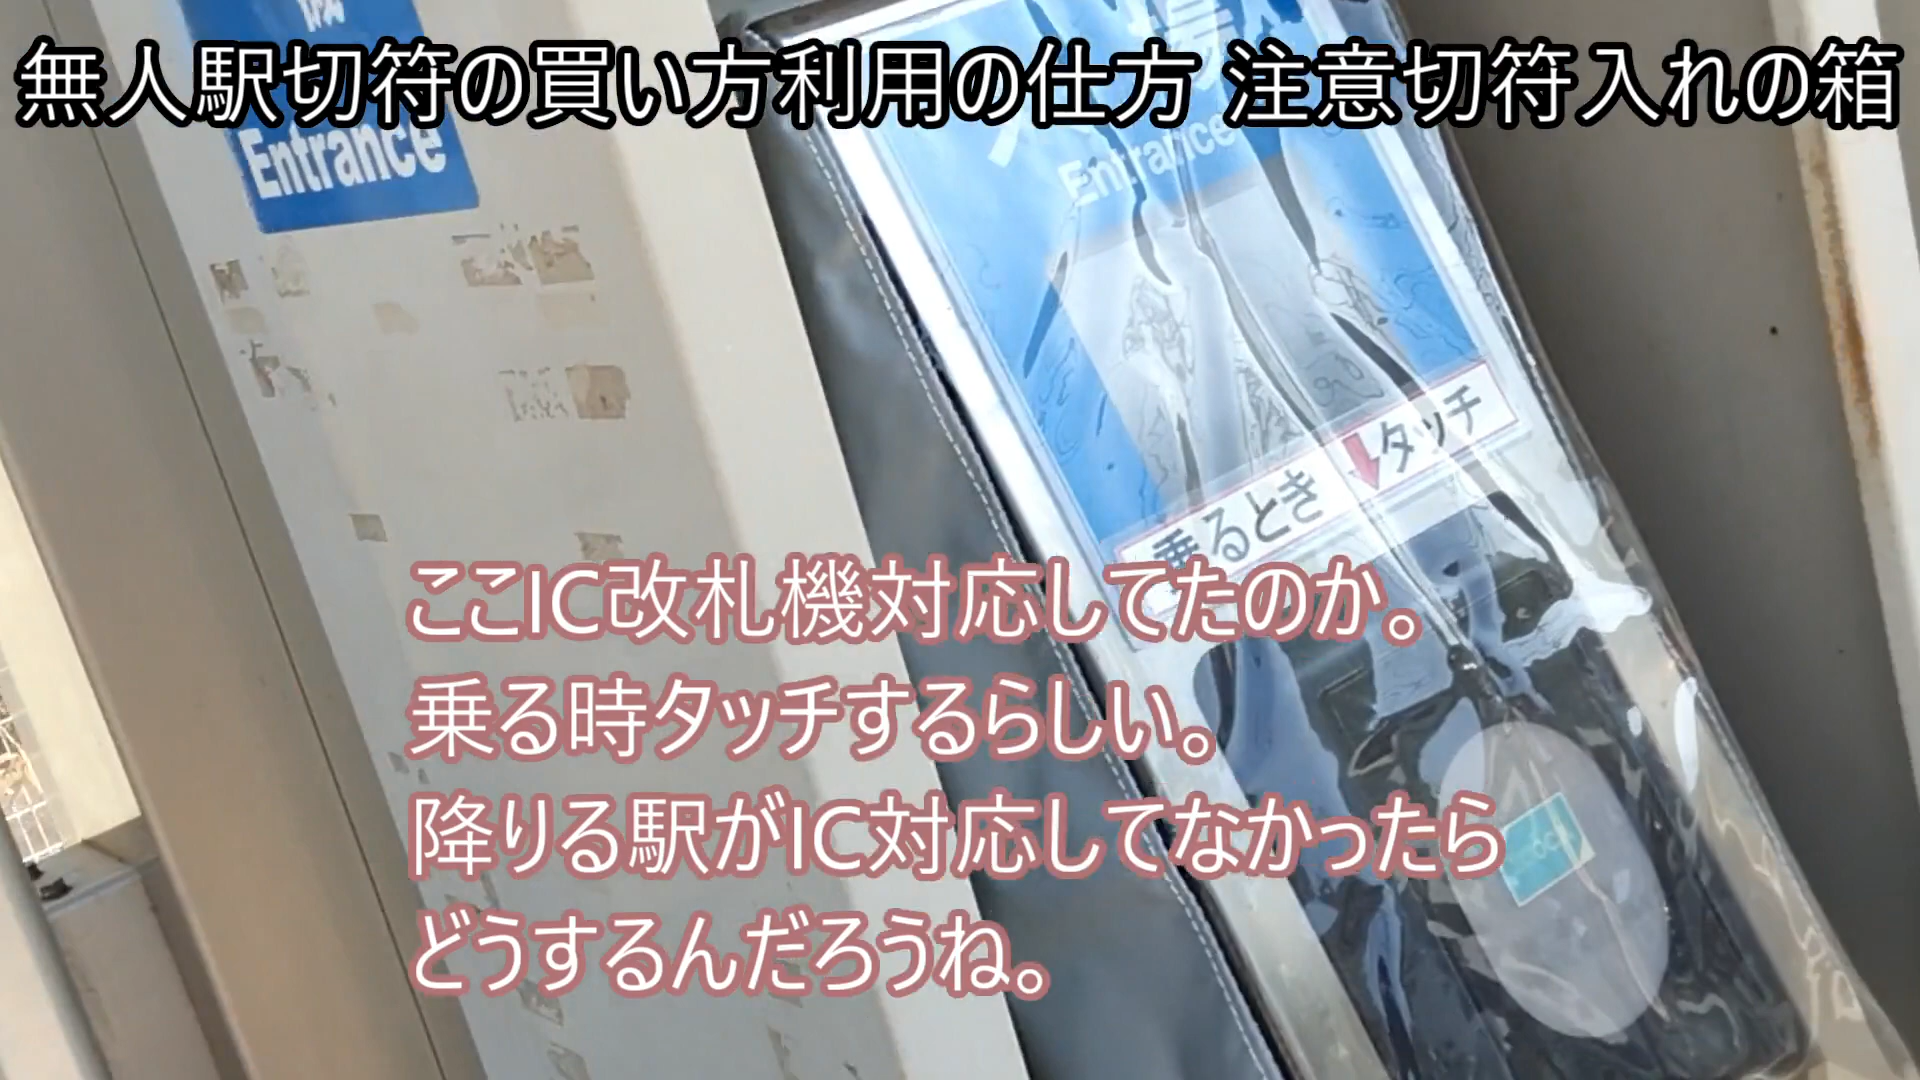 無人駅切符の買い方利用の仕方 注意切符入れの箱
Entrance
Entrance
乗るとき↓タッチ
ここIC改札機対応してたのか。
乗る時タッチするらしい。
降りる駅がIC対応してなかったら
どうするんだろうね。